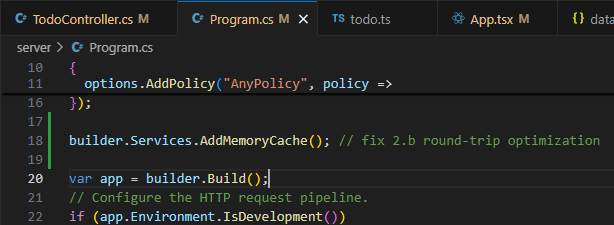 TodoController.cs M
Program.cs M
todo.ts
App.tsx M
{} data
server > Program.cs
10 {
11 options.AddPolicy("AnyPolicy", policy =>
16 });
17
18 builder.Services.AddMemoryCache(); // fix 2.b round-trip optimization
19
20 var app = builder.Build();
21 // Configure the HTTP request pipeline.
22 if (app.Environment.IsDevelopment())